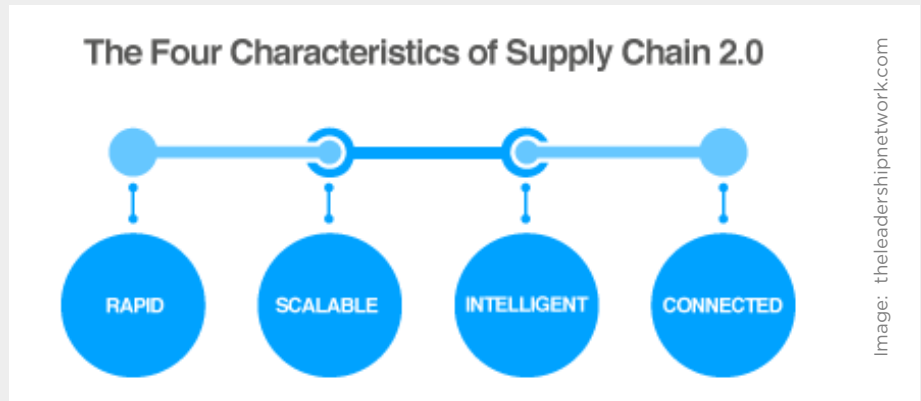 The Four Characteristics of Supply Chain 2.0
RAPID
SCALABLE
INTELLIGENT
CONNECTED
Image: theleadershipnetwork.com